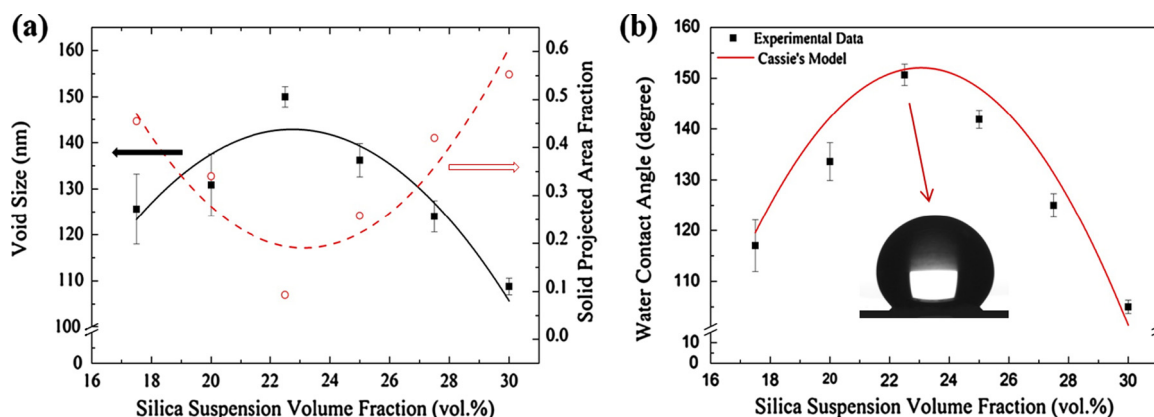 (a)
160
150
140
130
120
110
100
0
Void Size (nm)
16 18 20 22 24 26 28 30
Silica Suspension Volume Fraction (vol.%)
0.6
0.5
0.4
0.3
0.2
0.1
0.0
Solid Projected Area Fraction
(b)
160
150
140
130
120
110
10
0
Water Contact Angle (degree)
Experimental Data
Cassie's Model
16 18 20 22 24 26 28 30
Silica Suspension Volume Fraction (vol.%)